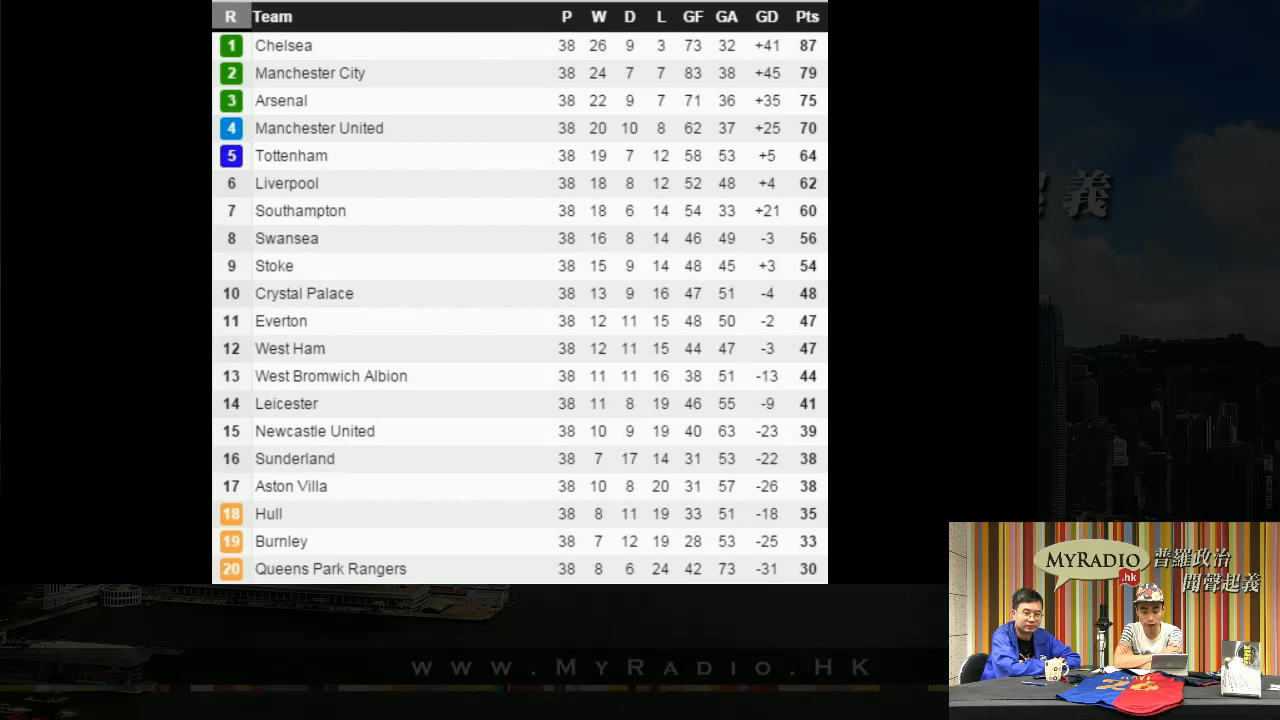 R Team P W D L GF GA GD Pts
1 Chelsea 38 26 9 3 73 32 +41 87
2 Manchester City 38 24 7 7 83 38 +45 79
3 Arsenal 38 22 9 7 71 36 +35 75
4 Manchester United 38 20 10 8 62 37 +25 70
5 Tottenham 38 19 7 12 58 53 +5 64
6 Liverpool 38 18 8 12 52 48 +4 62
7 Southampton 38 18 6 14 54 33 +21 60
8 Swansea 38 16 8 14 46 49 -3 56
9 Stoke 38 15 9 14 48 45 +3 54
10 Crystal Palace 38 13 9 16 47 51 -4 48
11 Everton 38 12 11 15 48 50 -2 47
12 West Ham 38 12 11 15 44 47 -3 47
13 West Bromwich Albion 38 11 11 16 38 51 -13 44
14 Leicester 38 11 8 19 46 55 -9 41
15 Newcastle United 38 10 9 19 40 63 -23 39
16 Sunderland 38 7 17 14 31 53 -22 38
17 Aston Villa 38 10 8 20 31 57 -26 38
18 Hull 38 8 11 19 33 51 -18 35
19 Burnley 38 7 12 19 28 53 -25 33
20 Queens Park Rangers 38 8 6 24 42 73 -31 30
義
MYRADIO.hk
普羅政治
開聲起義
www.MYRADIO.HK